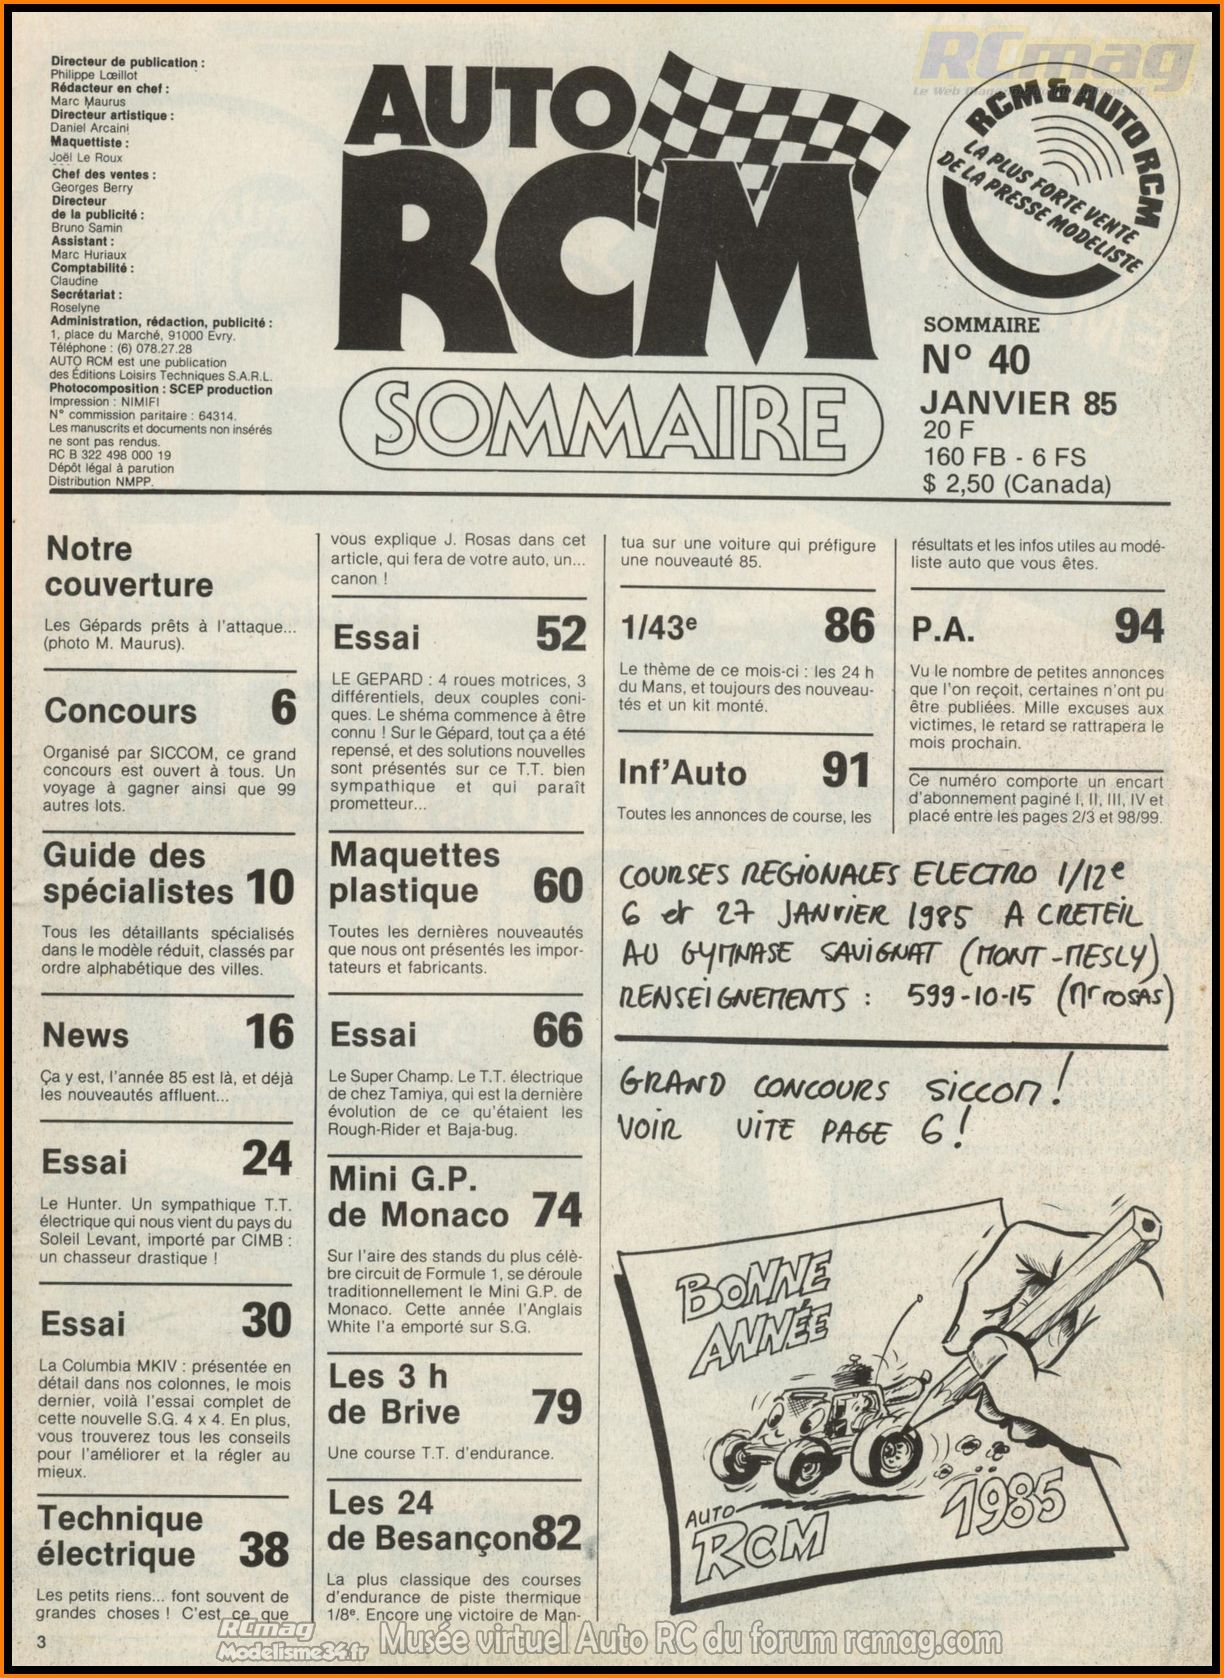 Directeur de publication :
Philippe Lœillot
Rédacteur en chef :
Marc Maurus
Directeur artistique :
Daniel Arcaini
Maquettiste :
Joël Le Roux
Chef des ventes :
Georges Berry
Directeur
de la publicité :
Bruno Samin
Assistant :
Marc Huriaux
Comptabilité :
Claudine
Secrétariat :
Roselyne
Administration, rédaction, publicité :
1, place du Marché, 91000 Evry.
Téléphone : (6) 078.27.28
AUTO RCM est une publication
des Éditions Loisirs Techniques S.A.R.L.
Photocomposition : SCEP production
Impression : NIMIFI
N° commission paritaire : 64314.
Les manuscrits et documents non insérés
ne sont pas rendus.
RC B 322 498 000 19
Dépôt légal à parution
Distribution NMPP.
AUTO
RCM
SOMMAIRE
RCmag
RCM & AUTO RCM
LA PLUS FORTE VENTE
DE LA PRESSE MODELISTE
SOMMAIRE
N° 40
JANVIER 85
20 F
160 FB - 6 FS
$ 2,50 (Canada)
Notre
couverture
Les Gépards prêts à l'attaque...
(photo M. Maurus).
Concours 6
Organisé par SICCOM, ce grand
concours est ouvert à tous. Un
voyage à gagner ainsi que 99
autres lots.
Guide des
spécialistes 10
Tous les détaillants spécialisés
dans le modèle réduit, classés par
ordre alphabétique des villes.
News 16
Ça y est, l'année 85 est là, et déjà
les nouveautés affluent...
Essai 24
Le Hunter. Un sympathique T.T.
électrique qui nous vient du pays du
Soleil Levant, importé par CIMB :
un chasseur drastique !
Essai 30
La Columbia MKIV : présentée en
détail dans nos colonnes, le mois
dernier, voilà l'essai complet de
cette nouvelle S.G. 4 x 4. En plus,
vous trouverez tous les conseils
pour l'améliorer et la régler au
mieux.
Technique
électrique 38
Les petits riens... font souvent de
grandes choses ! C'est ce que
vous explique J. Rosas dans cet
article, qui fera de votre auto, un...
canon !
Essai 52
LE GEPARD : 4 roues motrices, 3
différentiels, deux couples coni-
ques. Le shéma commence à être
connu ! Sur le Gépard, tout ça a été
repensé, et des solutions nouvelles
sont présentés sur ce T.T. bien
sympathique et qui paraît
prometteur...
Maquettes
plastique 60
Toutes les dernières nouveautés
que nous ont présentés les impor-
tateurs et fabricants.
Essai 66
Le Super Champ. Le T.T. électrique
de chez Tamiya, qui est la dernière
évolution de ce qu'étaient les
Rough-Rider et Baja-bug.
Mini G.P.
de Monaco 74
Sur l'aire des stands du plus célè-
bre circuit de Formule 1, se déroule
traditionnellement le Mini G.P. de
Monaco. Cette année l'Anglais
White l'a emporté sur S.G.
Les 3 h
de Brive 79
Une course T.T. d'endurance.
Les 24
de Besançon 82
La plus classique des courses
d'endurance de piste thermique
1/8e. Encore une victoire de Man-
tua sur une voiture qui préfigure
une nouveauté 85.
1/43e 86
Le thème de ce mois-ci : les 24 h
du Mans, et toujours des nouveau-
tés et un kit monté.
Inf'Auto 91
Toutes les annonces de course, les
résultats et les infos utiles au modé-
liste auto que vous êtes.
P.A. 94
Vu le nombre de petites annonces
que l'on reçoit, certaines n'ont pu
être publiées. Mille excuses aux
victimes, le retard se rattrapera le
mois prochain.
Ce numéro comporte un encart
d'abonnement paginé I, II, III, IV et
placé entre les pages 2/3 et 98/99.
COURSES REGIONALES ELECTRO 1/12e
6 et 27 JANVIER 1985 A CRETEIL
AU GYMNASE SAVIGNAT (MONT-MESLY)
RENSEIGNEMENTS : 599-10-15 (Mr ROSAS)
GRAND CONCOURS SICCOM !
VOIR VITE PAGE 6 !
BONNE
ANNÉE
AUTO
RCM
1985
3
RCmag
Modelisme34.fr
Musée virtuel Auto RC du forum rcmag.com